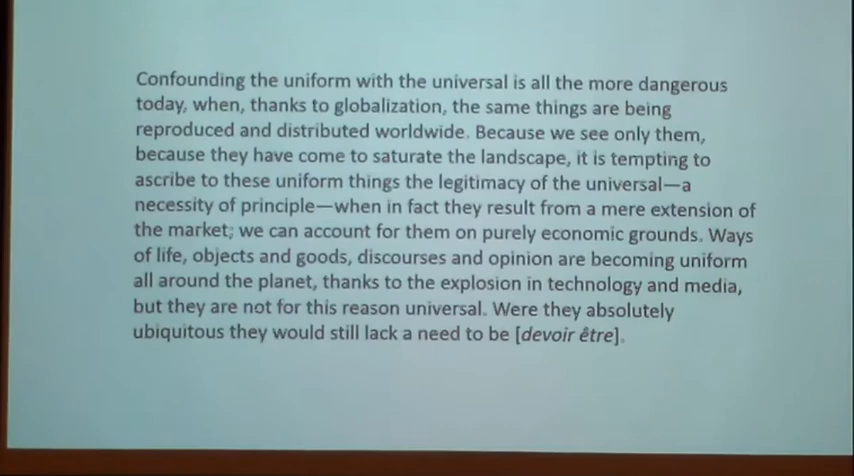 Confounding the uniform with the universal is all the more dangerous
today, when, thanks to globalization, the same things are being
reproduced and distributed worldwide. Because we see only them,
because they have come to saturate the landscape, it is tempting to
ascribe to these uniform things the legitimacy of the universal—a
necessity of principle—when in fact they result from a mere extension of
the market; we can account for them on purely economic grounds. Ways
of life, objects and goods, discourses and opinion are becoming uniform
all around the planet, thanks to the explosion in technology and media,
but they are not for this reason universal. Were they absolutely
ubiquitous they would still lack a need to be [devoir être].